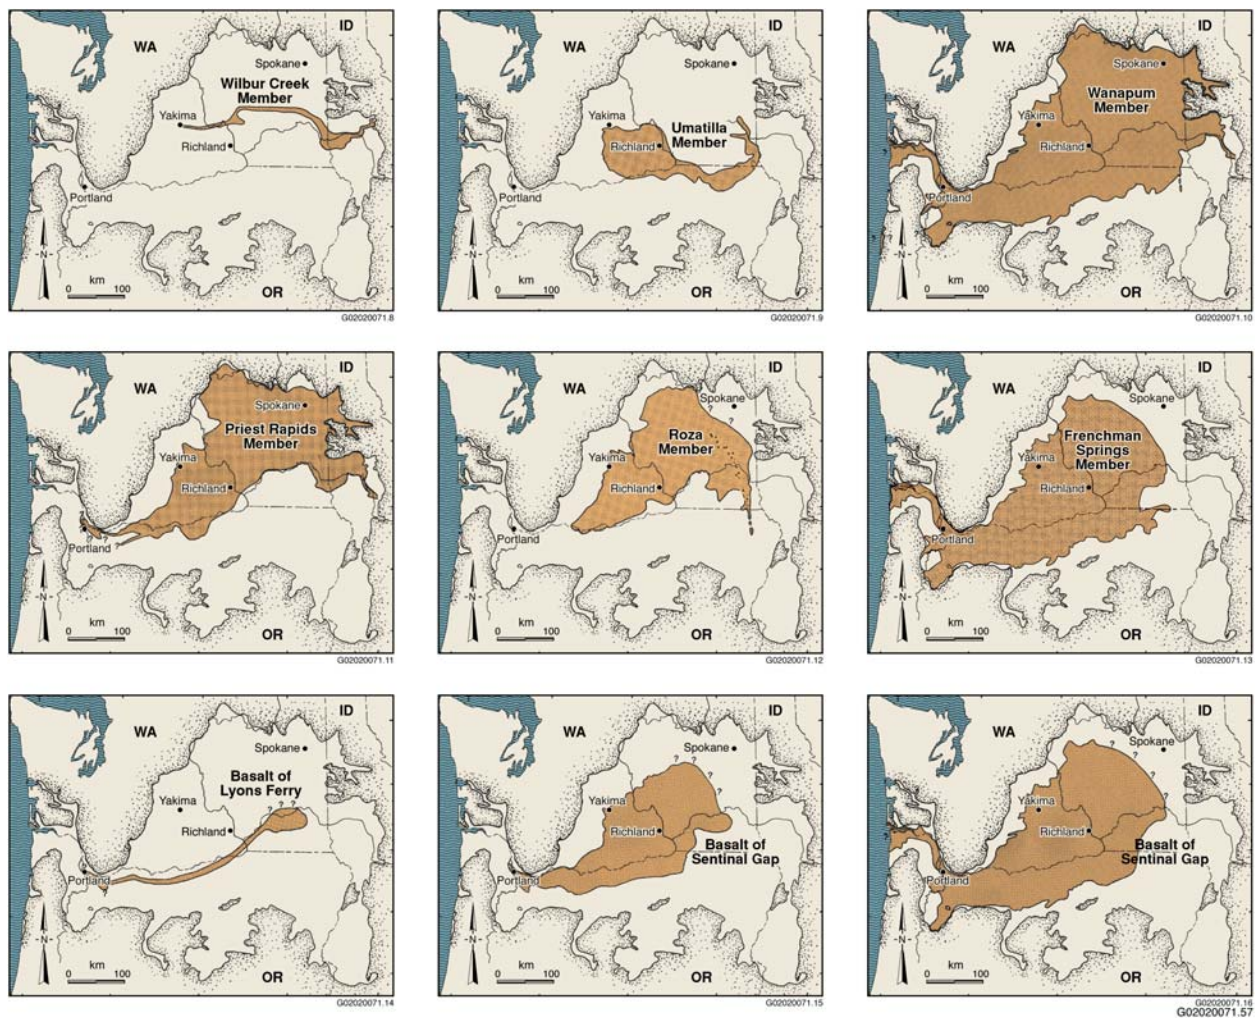 ID
WA
Spokane
Wilbur Creek
Member
Yakima
Richland
Portland
N
km
0 100
OR
G02020071.8
ID
WA
Spokane
Yakima
Umatilla
Member
Richland
Portland
N
km
0 100
OR
G02020071.9
ID
WA
Spokane
Wanapum
Member
Yakima
Richland
?
Portland
?
N
km
0 100
OR
G02020071.10
ID
WA
Spokane
Priest Rapids
Member
Yakima
Richland
?
Portland ?
N
km
0 100
OR
G02020071.11
ID
WA
Spokane
?
?
Roza
Member
Yakima
Richland
Portland
N
km
0 100
OR
G02020071.12
ID
WA
Spokane
Frenchman
Springs
Member
Yakima
Richland
Portland
N
km
0 100
OR
G02020071.13
ID
WA
Spokane
Basalt of
Lyons Ferry
Yakima
? ? ?
Richland
Portland
?
N
km
0 100
OR
G02020071.14
ID
WA
Spokane
? ?
?
Yakima
Richland
Basalt of
Sentinal Gap
Portland
N
km
0 100
OR
G02020071.15
ID
WA
Spokane
?
?
?
Yakima
Richland
Basalt of
Sentinal Gap
Portland
N
km
0 100
OR
G02020071.16
G02020071.57